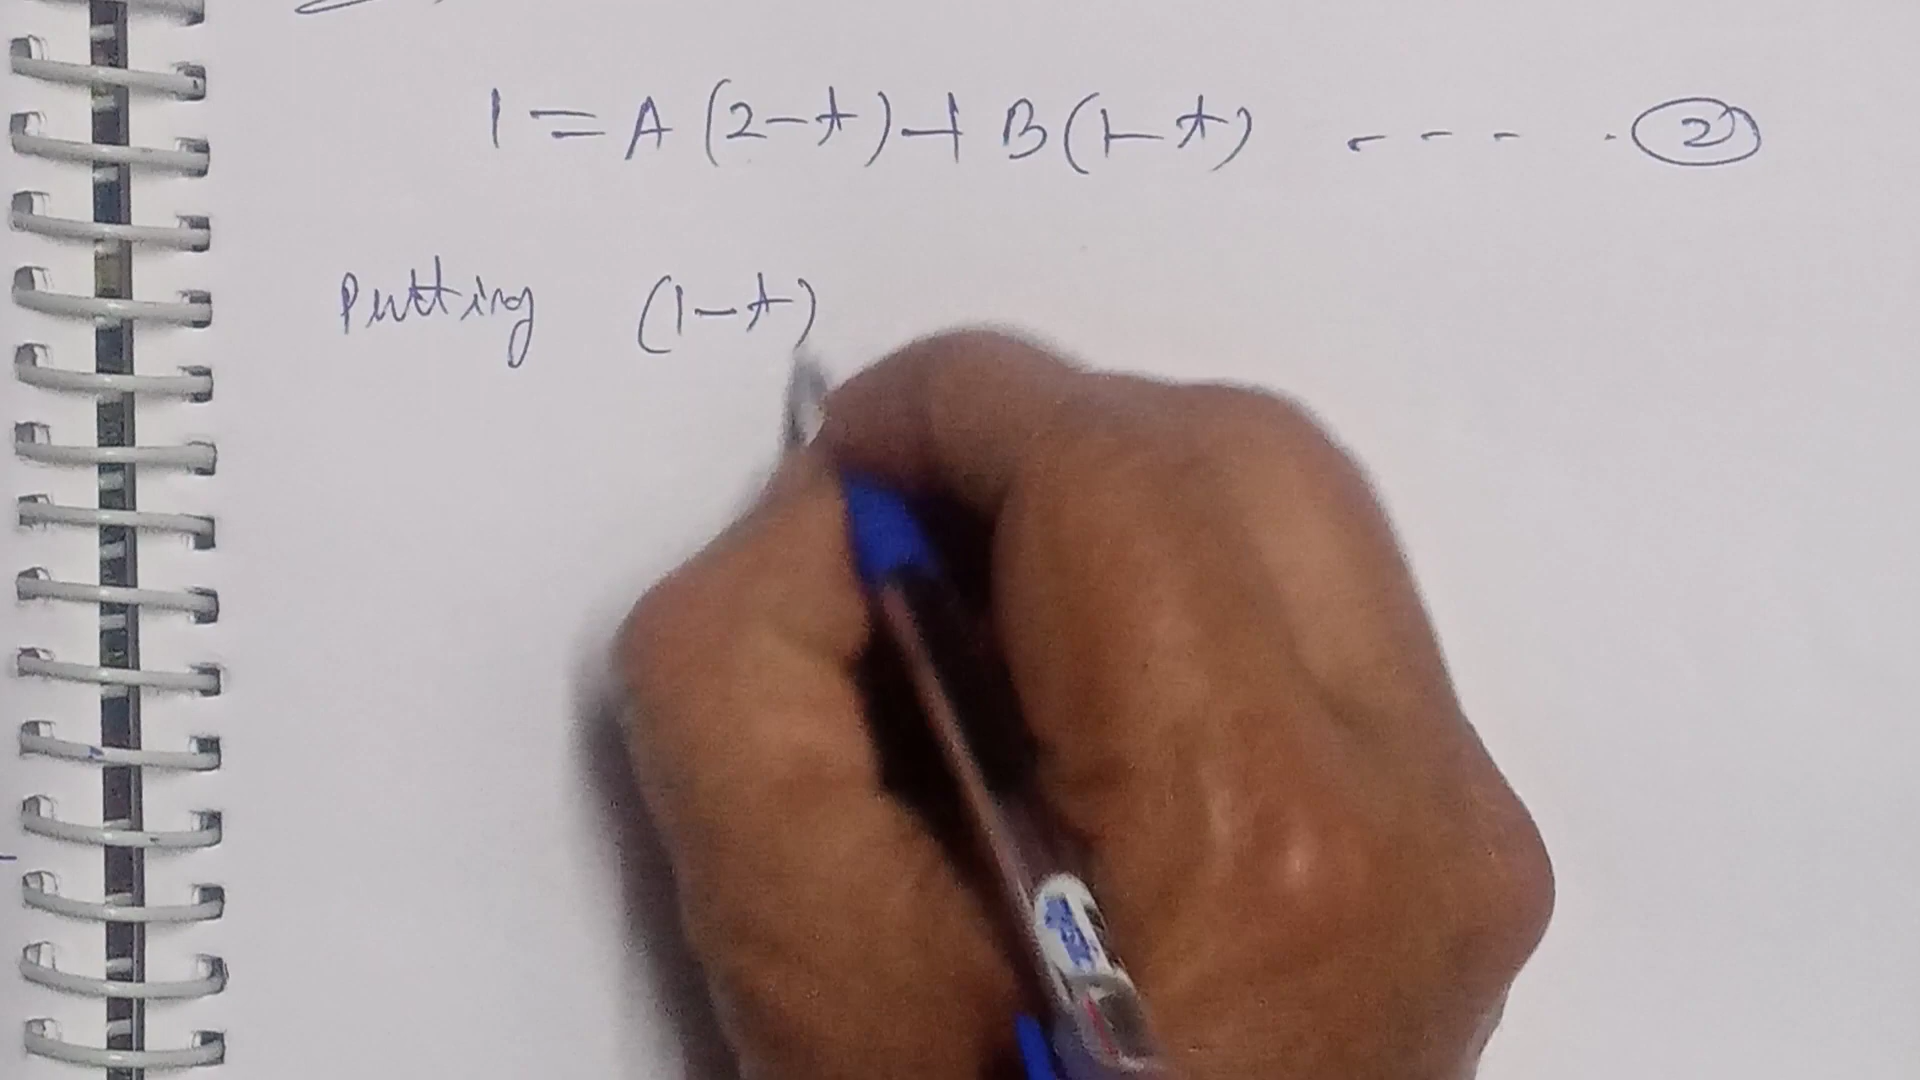 1 = A (2-t) + B (1-t) - - - - (2)
Putting (1-t)